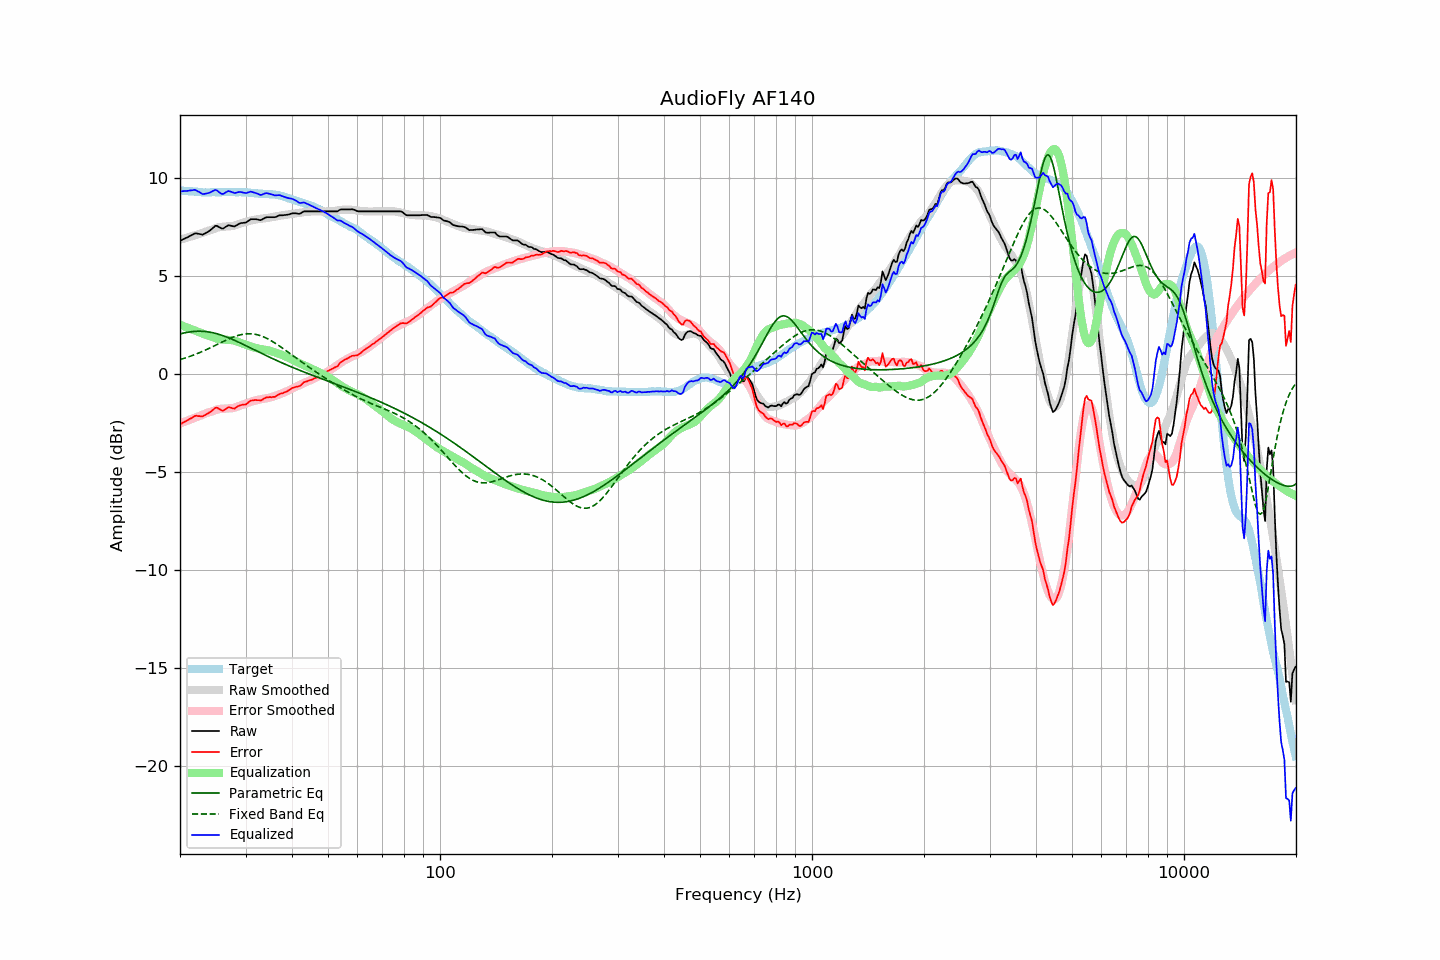 AudioFly AF140
Amplitude (dBr)
10
5
0
−5
−10
−15
−20
Target
Raw Smoothed
Error Smoothed
Raw
Error
Equalization
Parametric Eq
Fixed Band Eq
Equalized
100
1000
10000
Frequency (Hz)